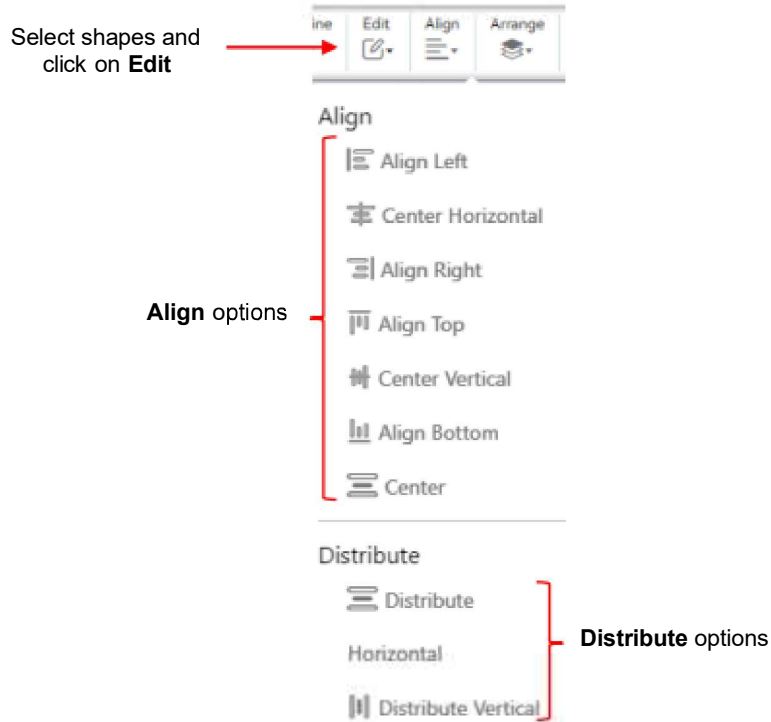 Select shapes and
click on Edit
ine Edit Align Arrange
Align
Align Left
Center Horizontal
Align Right
Align options
Align Top
Center Vertical
Align Bottom
Center
Distribute
Distribute
Horizontal
Distribute options
Distribute Vertical